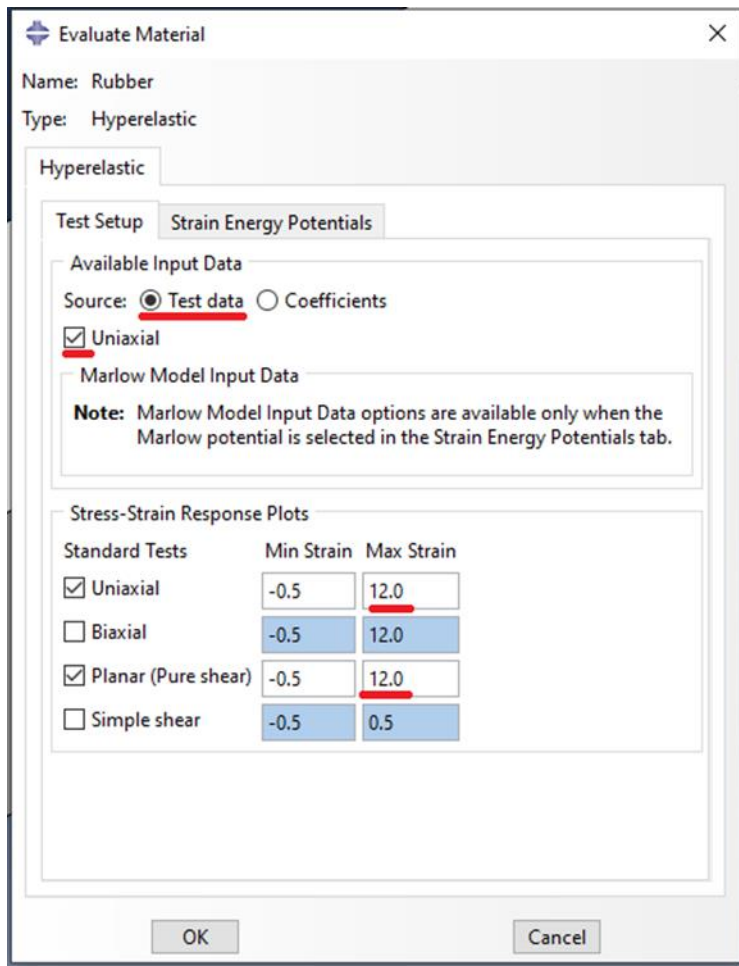 Evaluate Material
Name: Rubber
Type: Hyperelastic
Hyperelastic
Test Setup Strain Energy Potentials
Available Input Data
Source: Test data Coefficients
Uniaxial
Marlow Model Input Data
Note: Marlow Model Input Data options are available only when the
Marlow potential is selected in the Strain Energy Potentials tab.
Stress-Strain Response Plots
Standard Tests Min Strain Max Strain
Uniaxial -0.5 12.0
Biaxial -0.5 12.0
Planar (Pure shear) -0.5 12.0
Simple shear -0.5 0.5
OK Cancel